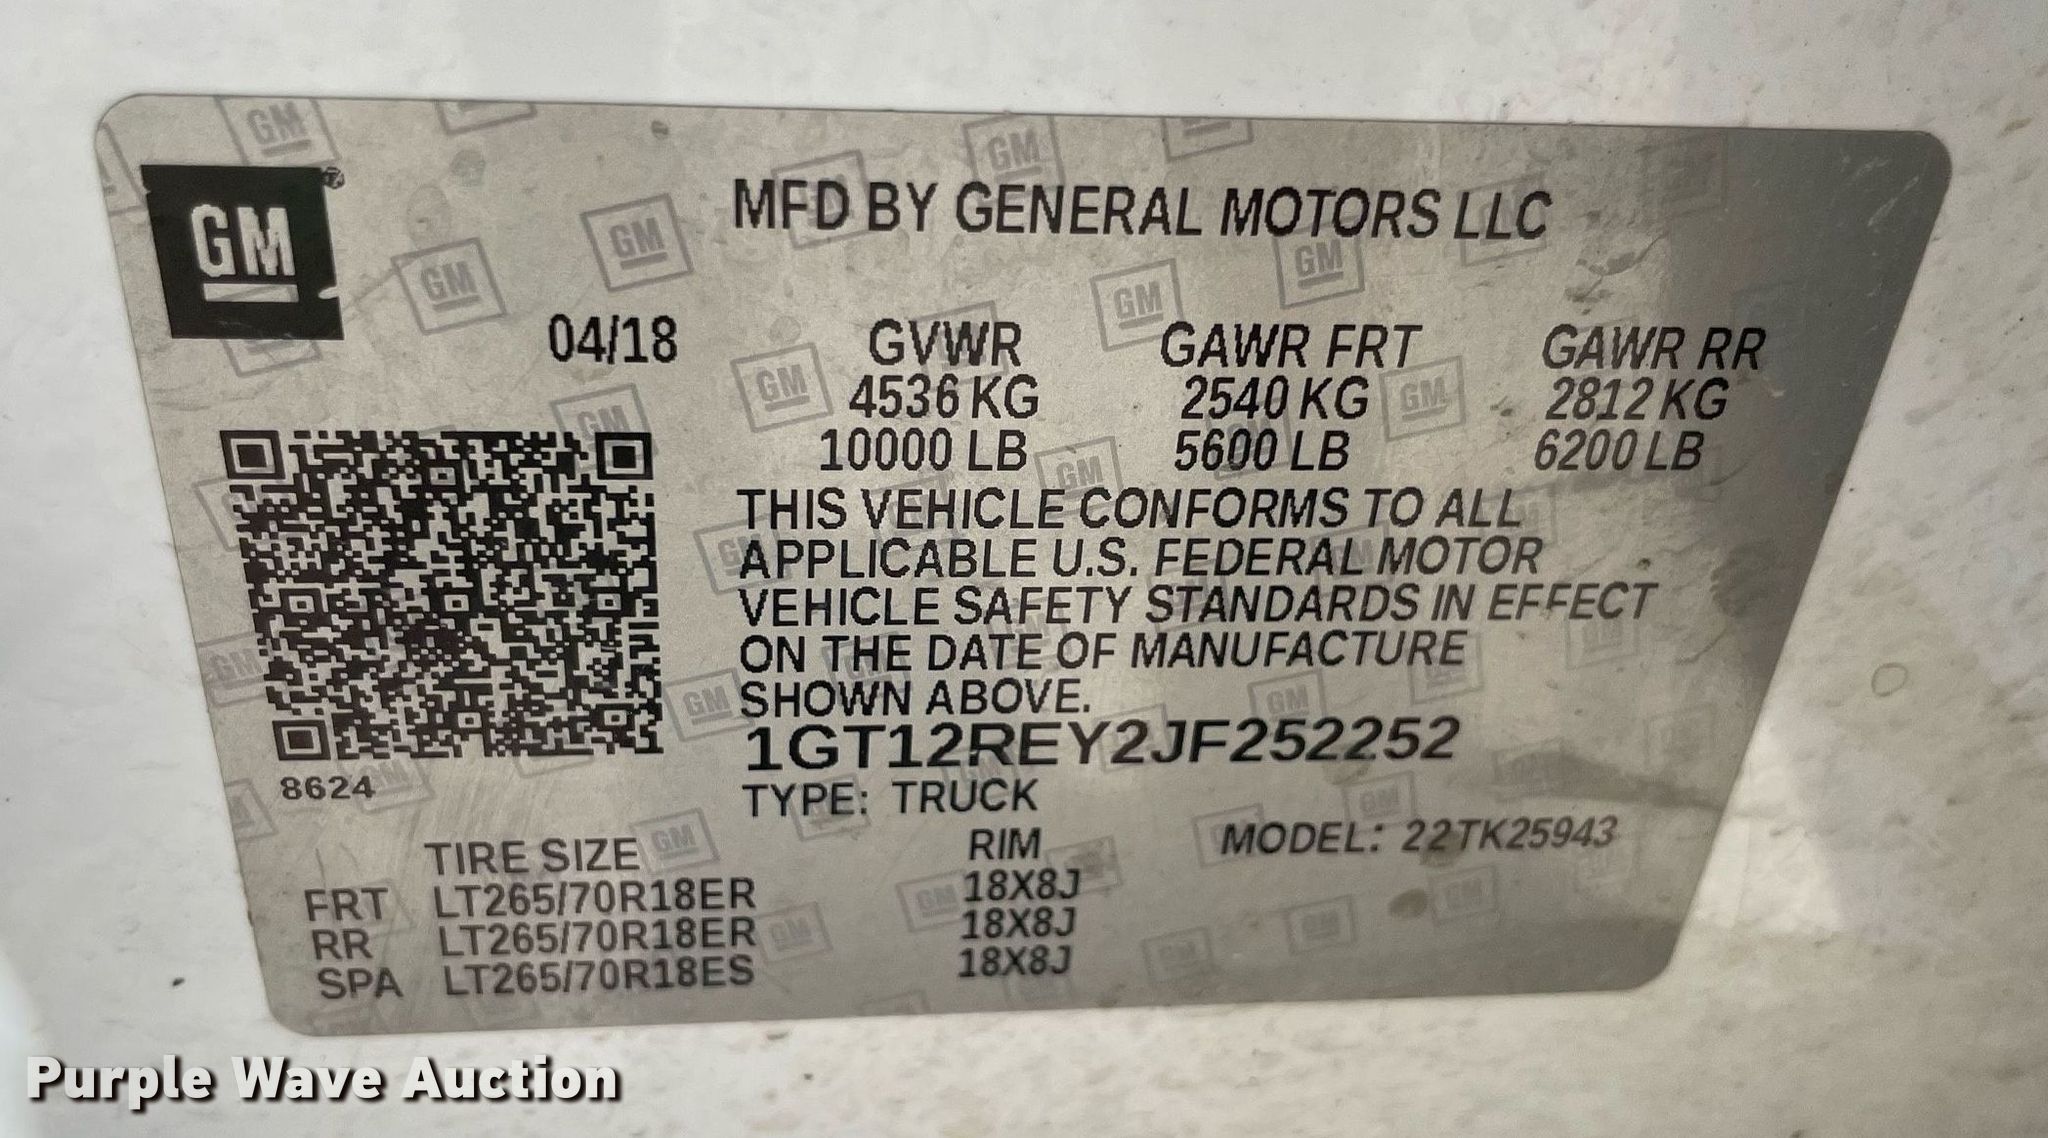 GM
MFD BY GENERAL MOTORS LLC
04/18 GVWR GAWR FRT GAWR RR
4536 KG 2540 KG 2812 KG
10000 LB 5600 LB 6200 LB
THIS VEHICLE CONFORMS TO ALL
APPLICABLE U.S. FEDERAL MOTOR
VEHICLE SAFETY STANDARDS IN EFFECT
ON THE DATE OF MANUFACTURE
SHOWN ABOVE.
1GT12REY2JF252252
8624
TYPE: TRUCK
MODEL: 22TK25943
TIRE SIZE RIM
FRT LT265/70R18ER 18X8J
RR LT265/70R18ER 18X8J
SPA LT265/70R18ES 18X8J
Purple Wave Auction